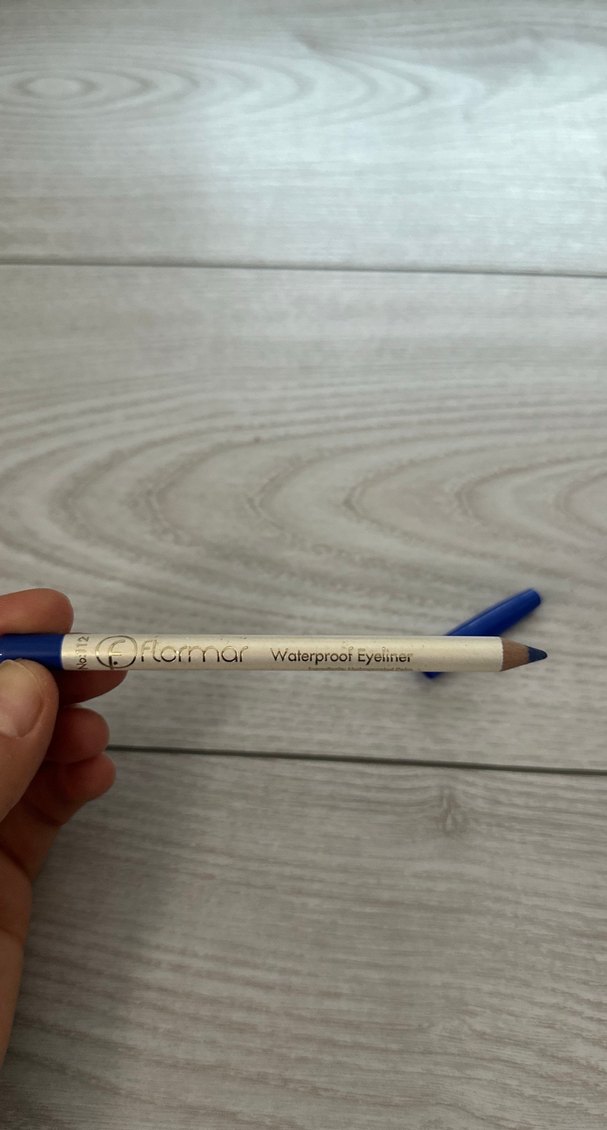 No.112
flormar
Waterproof Eyeliner